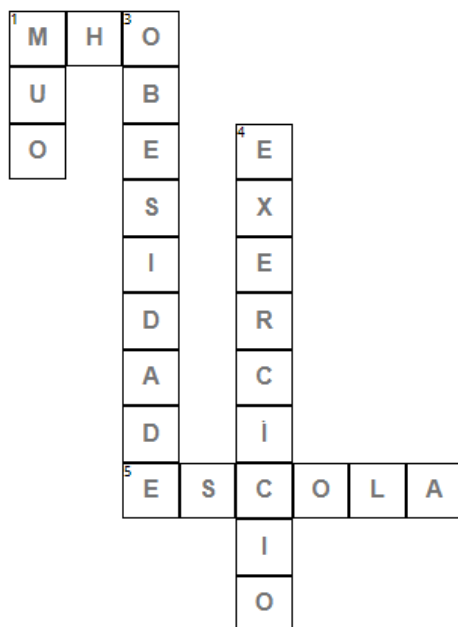 1 M H 3 O
U B
O E 4 E
S X
I E
D R
A C
D Í
5 E S C O L A
I
O